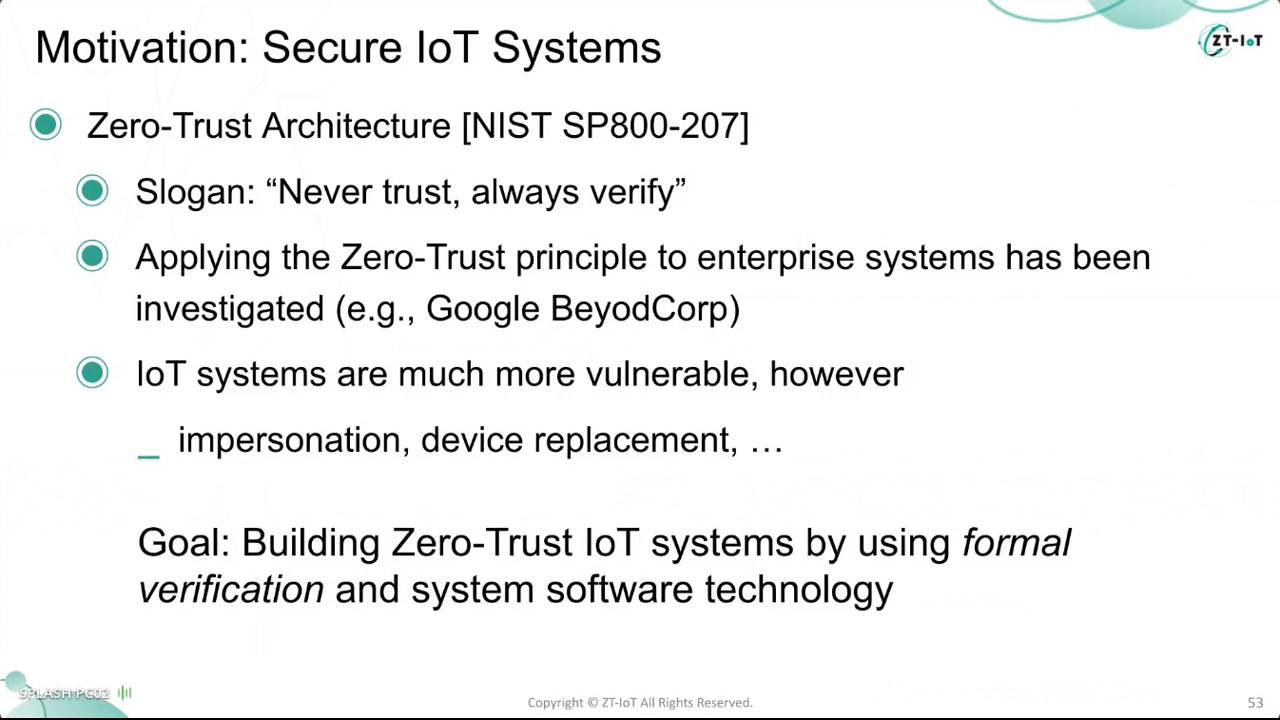 Motivation: Secure IoT Systems
ZT-IoT
Zero-Trust Architecture [NIST SP800-207]
Slogan: “Never trust, always verify”
Applying the Zero-Trust principle to enterprise systems has been
investigated (e.g., Google BeyodCorp)
IoT systems are much more vulnerable, however
_ impersonation, device replacement, …
Goal: Building Zero-Trust IoT systems by using formal
verification and system software technology
SPLASH PC02
Copyright © ZT-IoT All Rights Reserved.
53